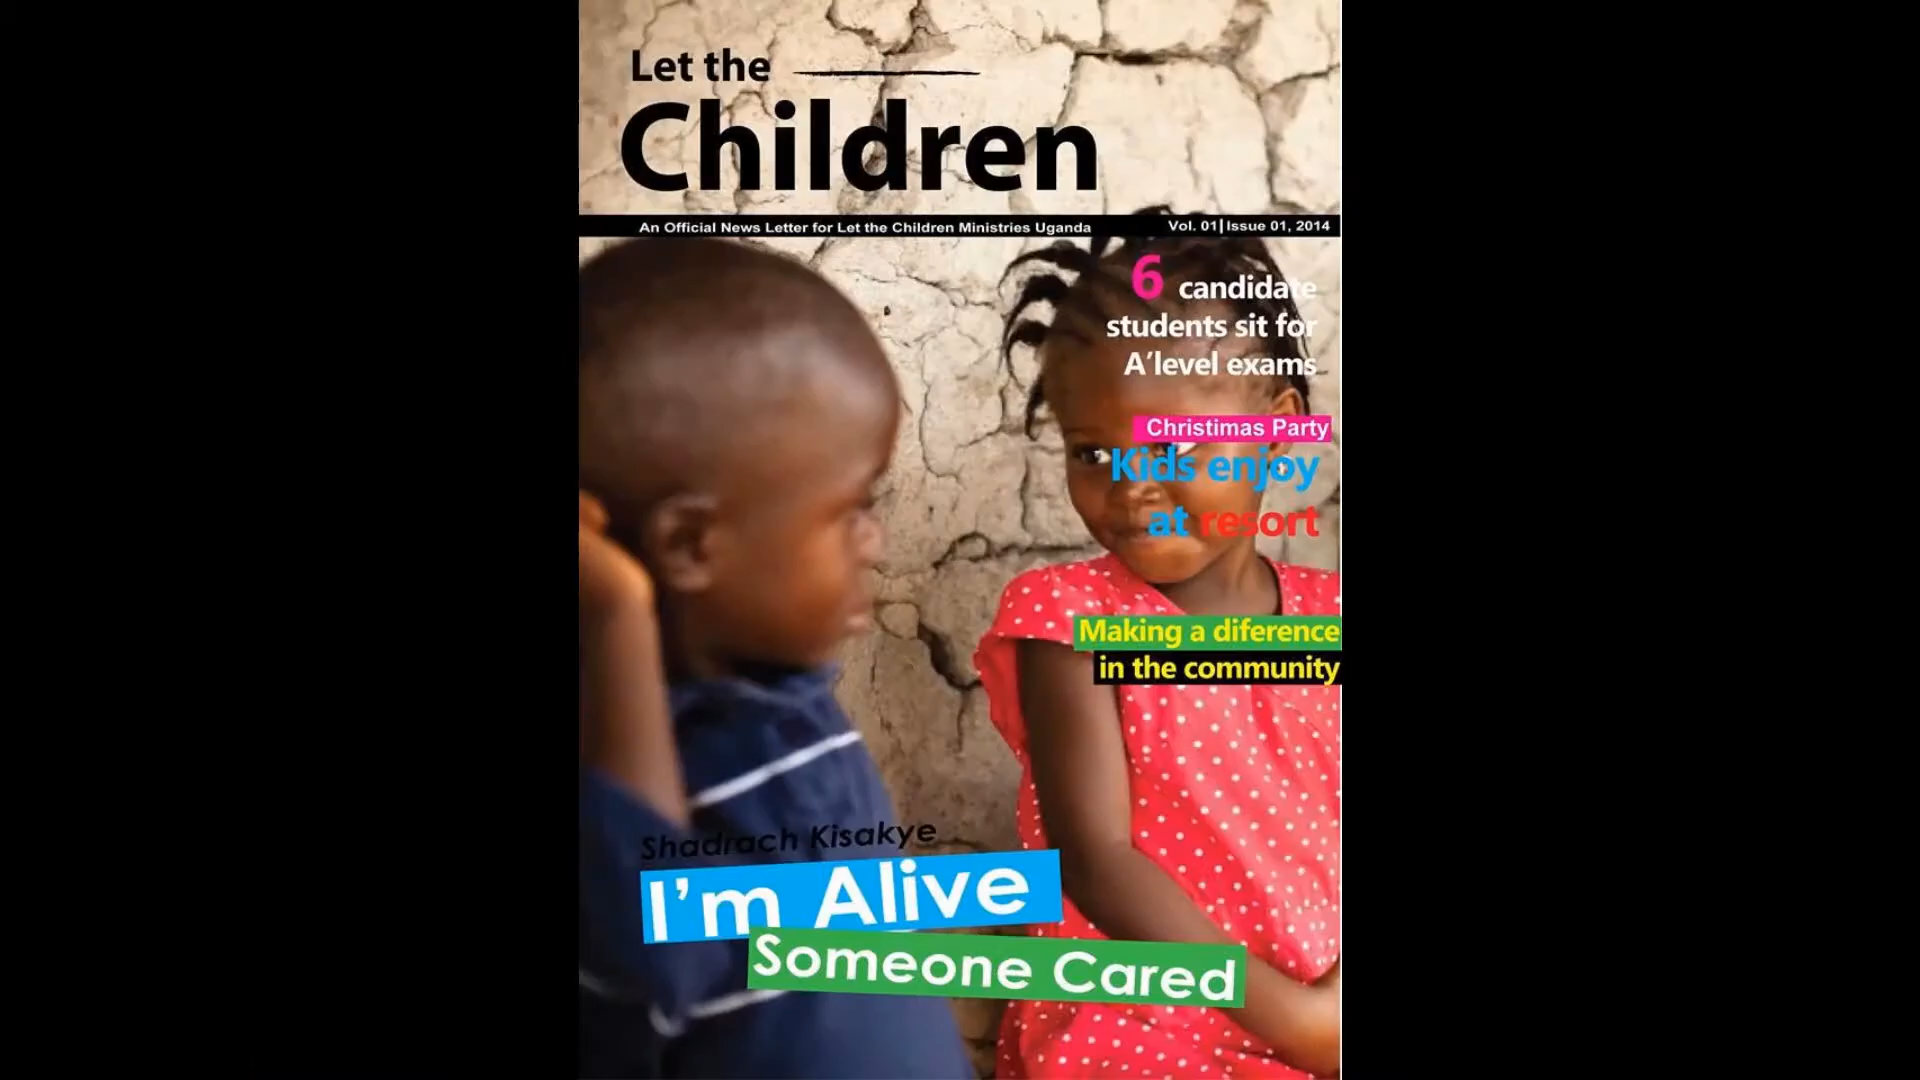 Let the
Children
An Official News Letter for Let the Children Ministries Uganda
Vol. 01| Issue 01, 2014
6 candidate
students sit for
A'level exams
Christimas Party
Kids enjoy
at resort
Making a diference
in the community
Shadrach Kisakye
I'm Alive
Someone Cared